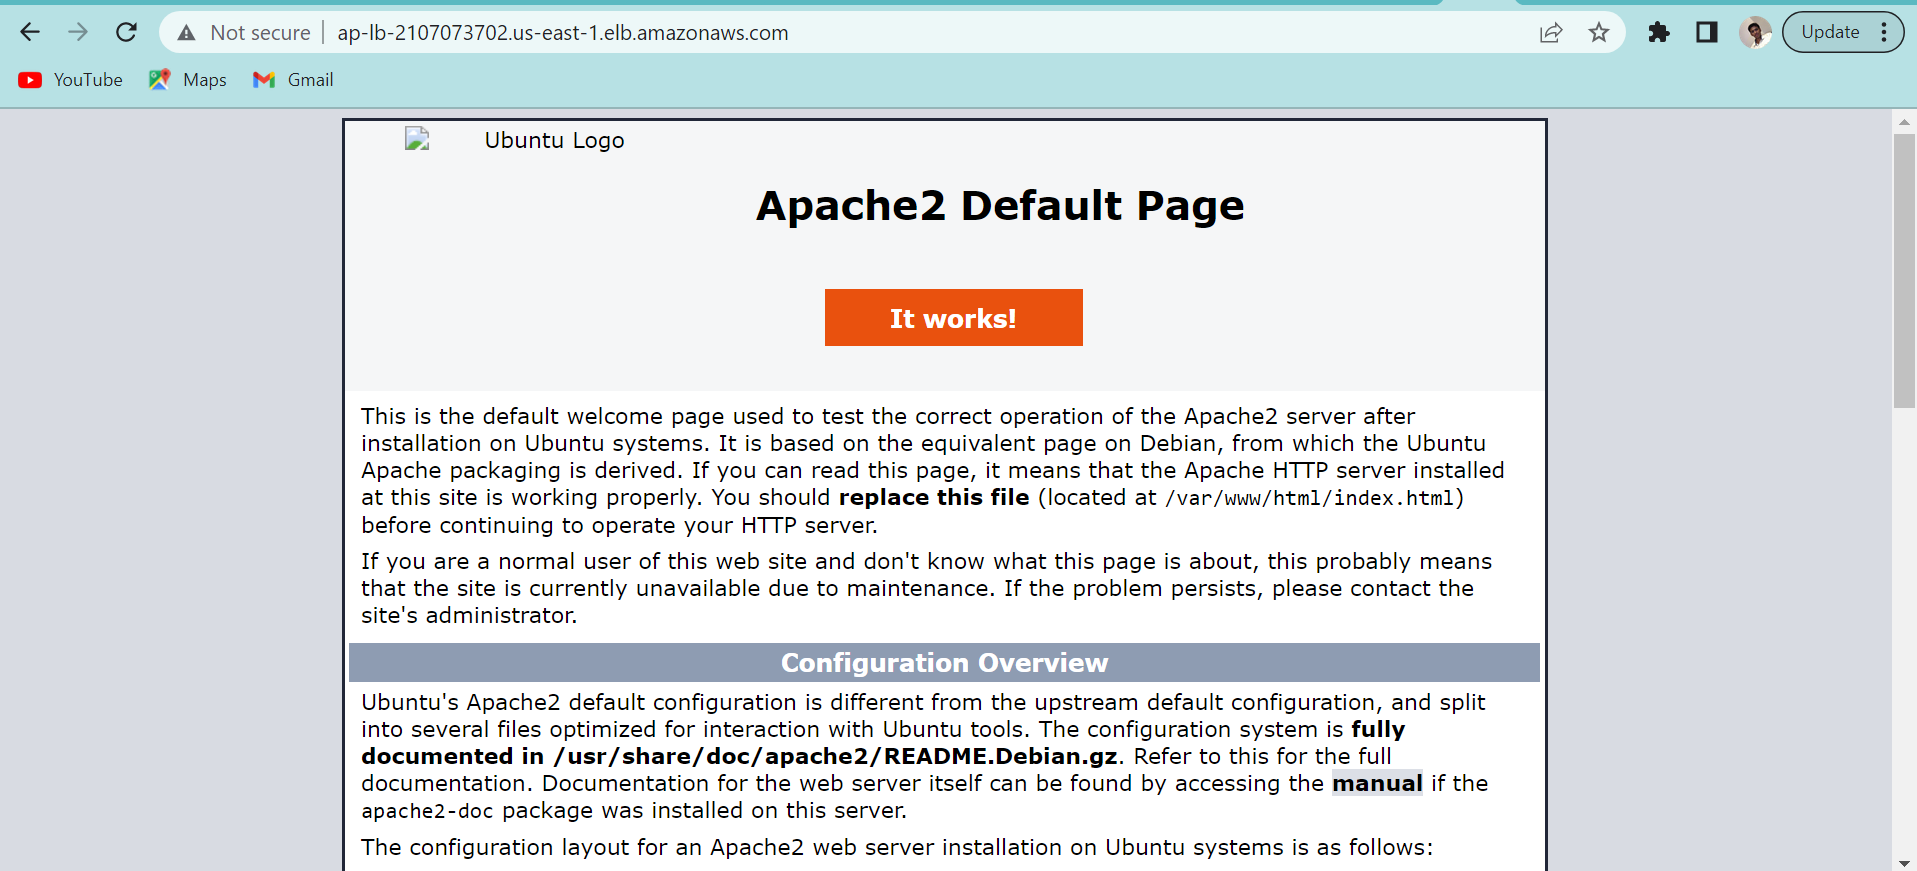 Not secure ap-lb-2107073702.us-east-1.elb.amazonaws.com Update
YouTube Maps Gmail
Ubuntu Logo
Apache2 Default Page
It works!
This is the default welcome page used to test the correct operation of the Apache2 server after
installation on Ubuntu systems. It is based on the equivalent page on Debian, from which the Ubuntu
Apache packaging is derived. If you can read this page, it means that the Apache HTTP server installed
at this site is working properly. You should replace this file (located at /var/www/html/index.html)
before continuing to operate your HTTP server.
If you are a normal user of this web site and don't know what this page is about, this probably means
that the site is currently unavailable due to maintenance. If the problem persists, please contact the
site's administrator.
Configuration Overview
Ubuntu's Apache2 default configuration is different from the upstream default configuration, and split
into several files optimized for interaction with Ubuntu tools. The configuration system is fully
documented in /usr/share/doc/apache2/README.Debian.gz. Refer to this for the full
documentation. Documentation for the web server itself can be found by accessing the manual if the
apache2-doc package was installed on this server.
The configuration layout for an Apache2 web server installation on Ubuntu systems is as follows: